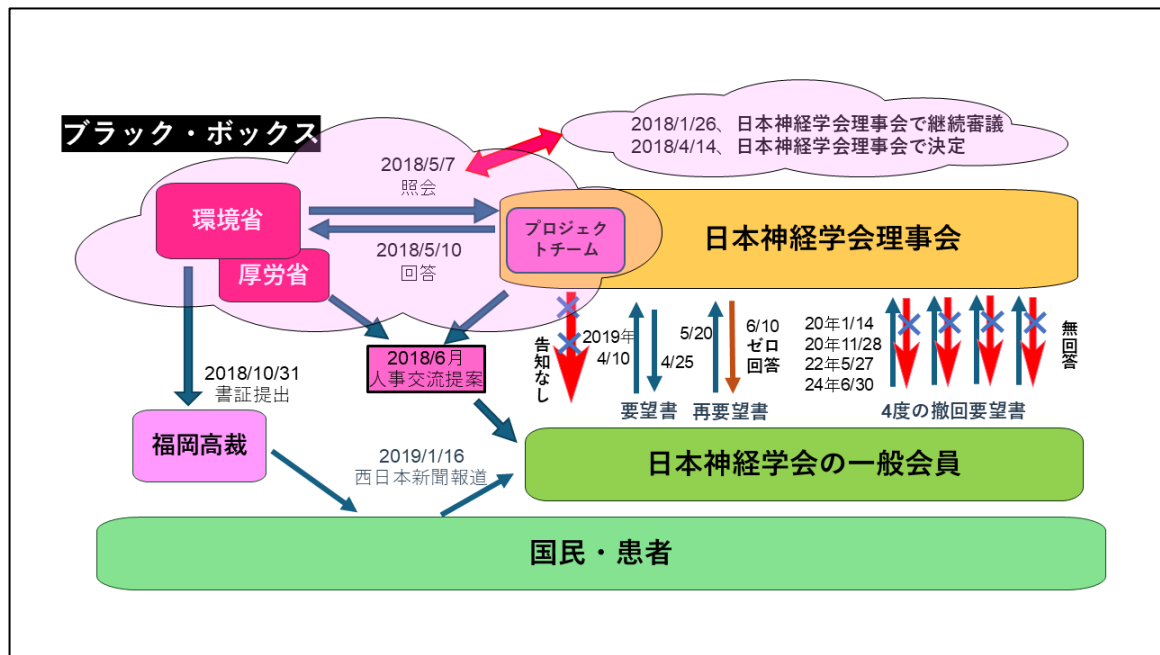 ブラック・ボックス
2018/1/26、日本神経学会理事会で継続審議
2018/4/14、日本神経学会理事会で決定
2018/5/7
照会
環境省
厚労省
2018/5/10
回答
プロジェク
トチーム
日本神経学会理事会
2018/6月
人事交流提案
告知なし
2019年
4/10
4/25
要望書
5/20
6/10
ゼロ
回答
再要望書
20年1/14
20年11/28
22年5/27
24年6/30
無回答
4度の撤回要望書
2018/10/31
書証提出
福岡高裁
2019/1/16
西日本新聞報道
日本神経学会の一般会員
国民・患者